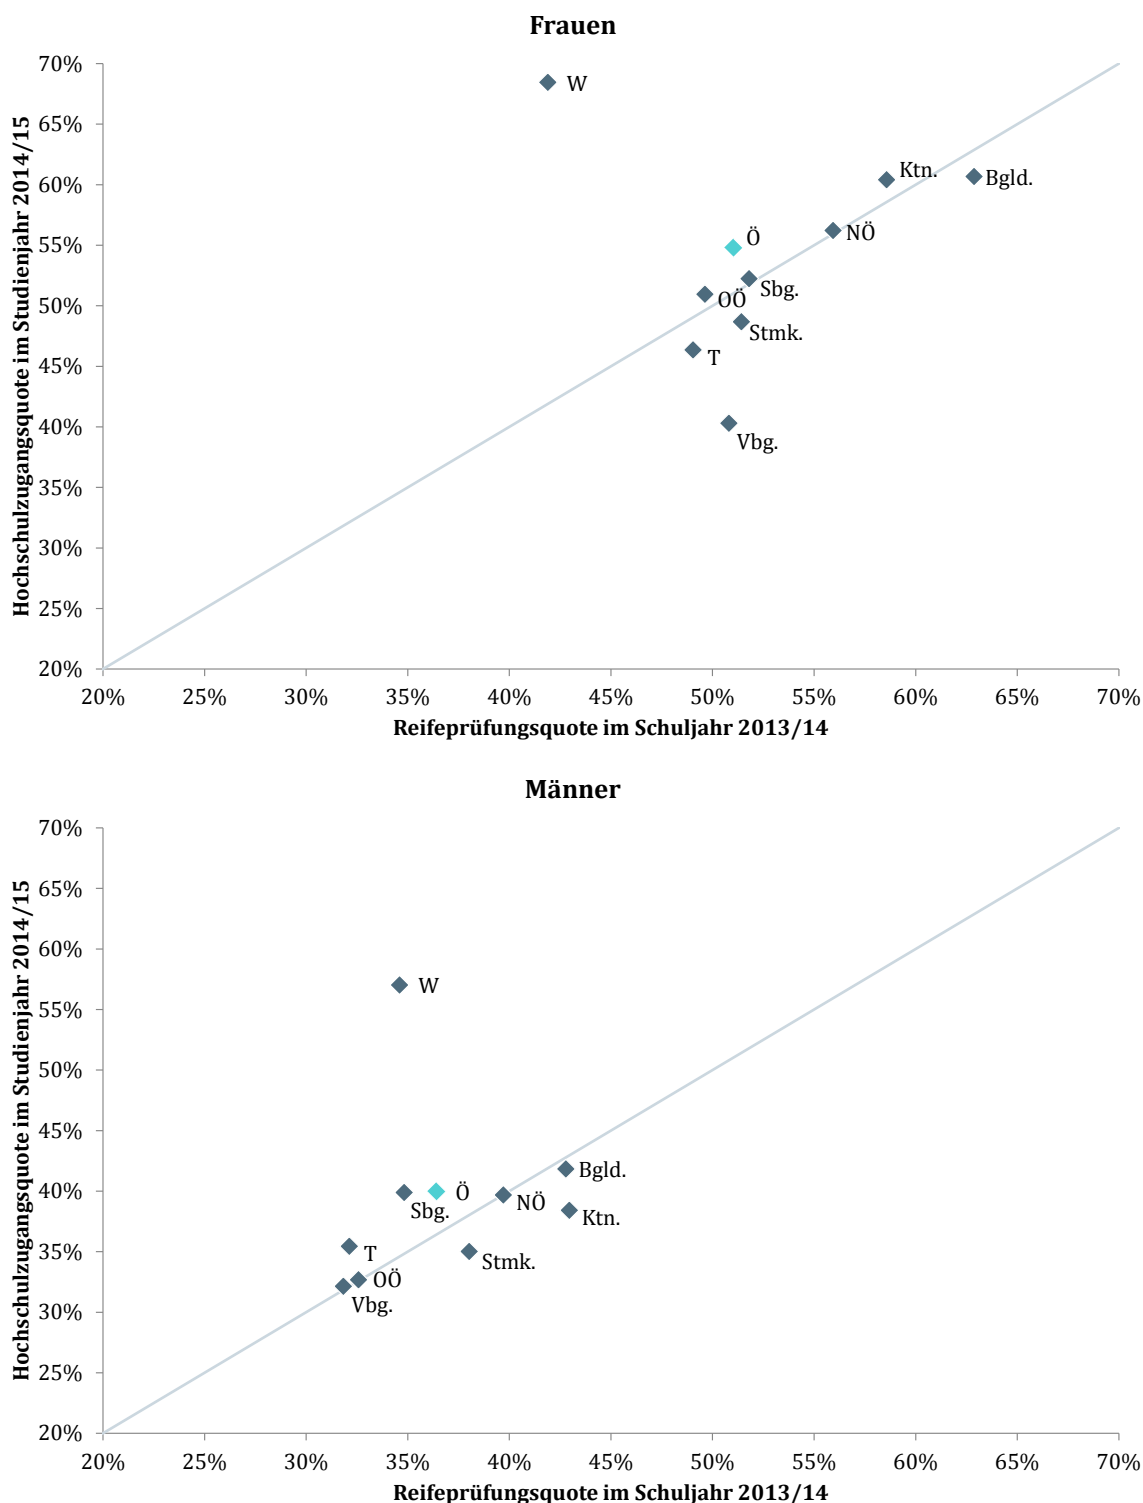 Frauen
Hochschulzugangsquote im Studienjahr 2014/15
70%
65%
60%
55%
50%
45%
40%
35%
30%
25%
20%
W
Ktn.
Bgld.
NÖ
Ö
Sbg.
OÖ
Stmk.
T
Vbg.
20% 25% 30% 35% 40% 45% 50% 55% 60% 65% 70%
Reifeprüfungsquote im Schuljahr 2013/14
Männer
Hochschulzugangsquote im Studienjahr 2014/15
70%
65%
60%
55%
50%
45%
40%
35%
30%
25%
20%
W
Bgld.
Ö
NÖ
Sbg.
Ktn.
T
Stmk.
OÖ
Vbg.
20% 25% 30% 35% 40% 45% 50% 55% 60% 65% 70%
Reifeprüfungsquote im Schuljahr 2013/14